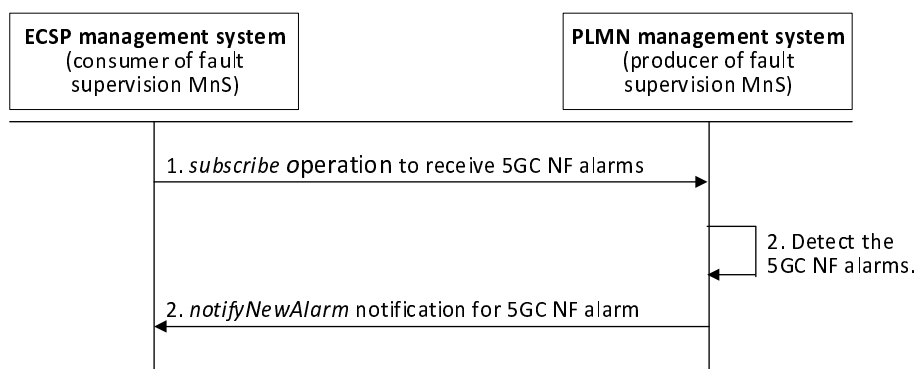 ECSP management system
(consumer of fault
supervision MnS)
PLMN management system
(producer of fault
supervision MnS)
1. subscribe operation to receive 5GC NF alarms
2. Detect the
5GC NF alarms.
2. notifyNewAlarm notification for 5GC NF alarm